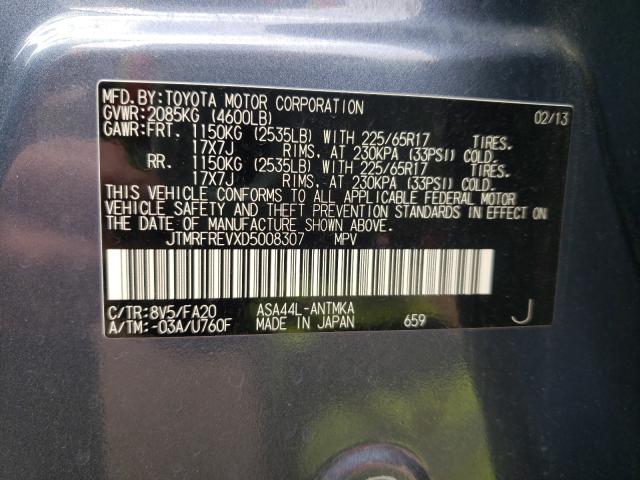 MFD. BY: TOYOTA MOTOR CORPORATION 02/13
GVWR: 2085KG (4600LB)
GAWR: FRT. 1150KG (2535LB) WITH 225/65R17 TIRES.
17X7J RIMS, AT 230KPA (33PSI) COLD.
RR. 1150KG (2535LB) WITH 225/65R17 TIRES.
17X7J RIMS, AT 230KPA (33PSI) COLD.
THIS VEHICLE CONFORMS TO ALL APPLICABLE FEDERAL MOTOR
VEHICLE SAFETY AND THEFT PREVENTION STANDARDS IN EFFECT ON
THE DATE OF MANUFACTURE SHOWN ABOVE.
JTMRFREVXD5008307 MPV
C/TR: 8V5/FA20 ASA44L-ANTMKA
A/TM: -03A/U760F MADE IN JAPAN 659 J